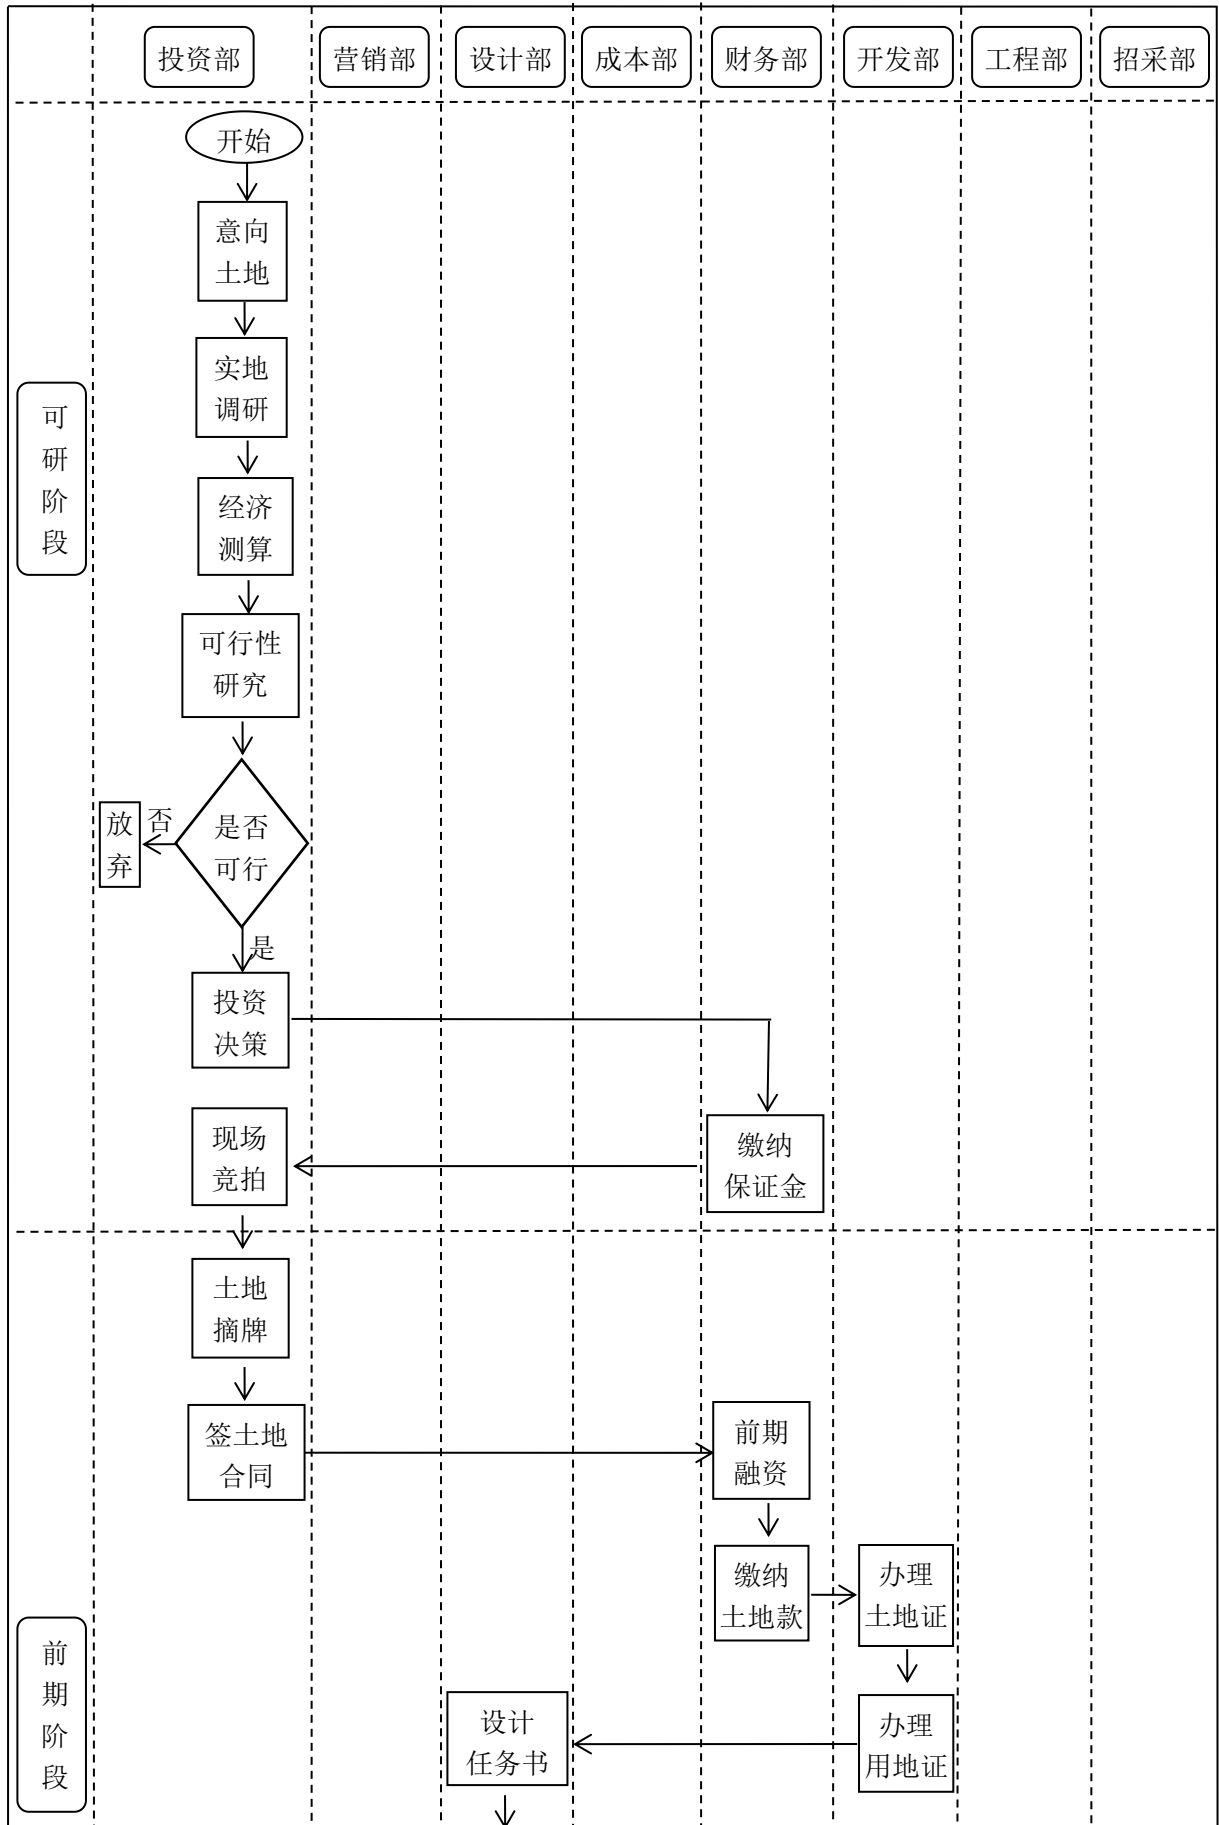 投资部
营销部
设计部
成本部
财务部
开发部
工程部
招采部
开始
意向
土地
实地
调研
可
研
阶
段
经济
测算
可行性
研究
是否
可行
否
放
弃
是
投资
决策
缴纳
保证金
现场
竞拍
土地
摘牌
签土地
合同
前期
融资
缴纳
土地款
办理
土地证
前
期
阶
段
办理
用地证
设计
任务书